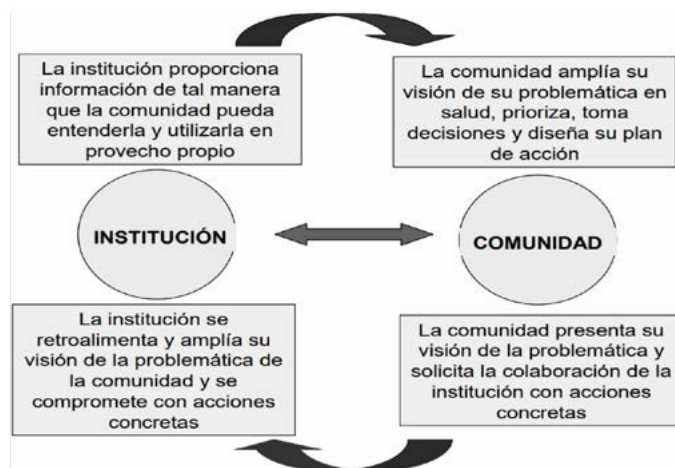 La institución proporciona
información de tal manera
que la comunidad pueda
entenderla y utilizarla en
provecho propio
La comunidad amplía su
visión de su problemática en
salud, prioriza, toma
decisiones y diseña su plan
de acción
INSTITUCIÓN
COMUNIDAD
La institución se
retroalimenta y amplía su
visión de la problemática de
la comunidad y se
compromete con acciones
concretas
La comunidad presenta su
visión de la problemática y
solicita la colaboración de la
institución con acciones
concretas